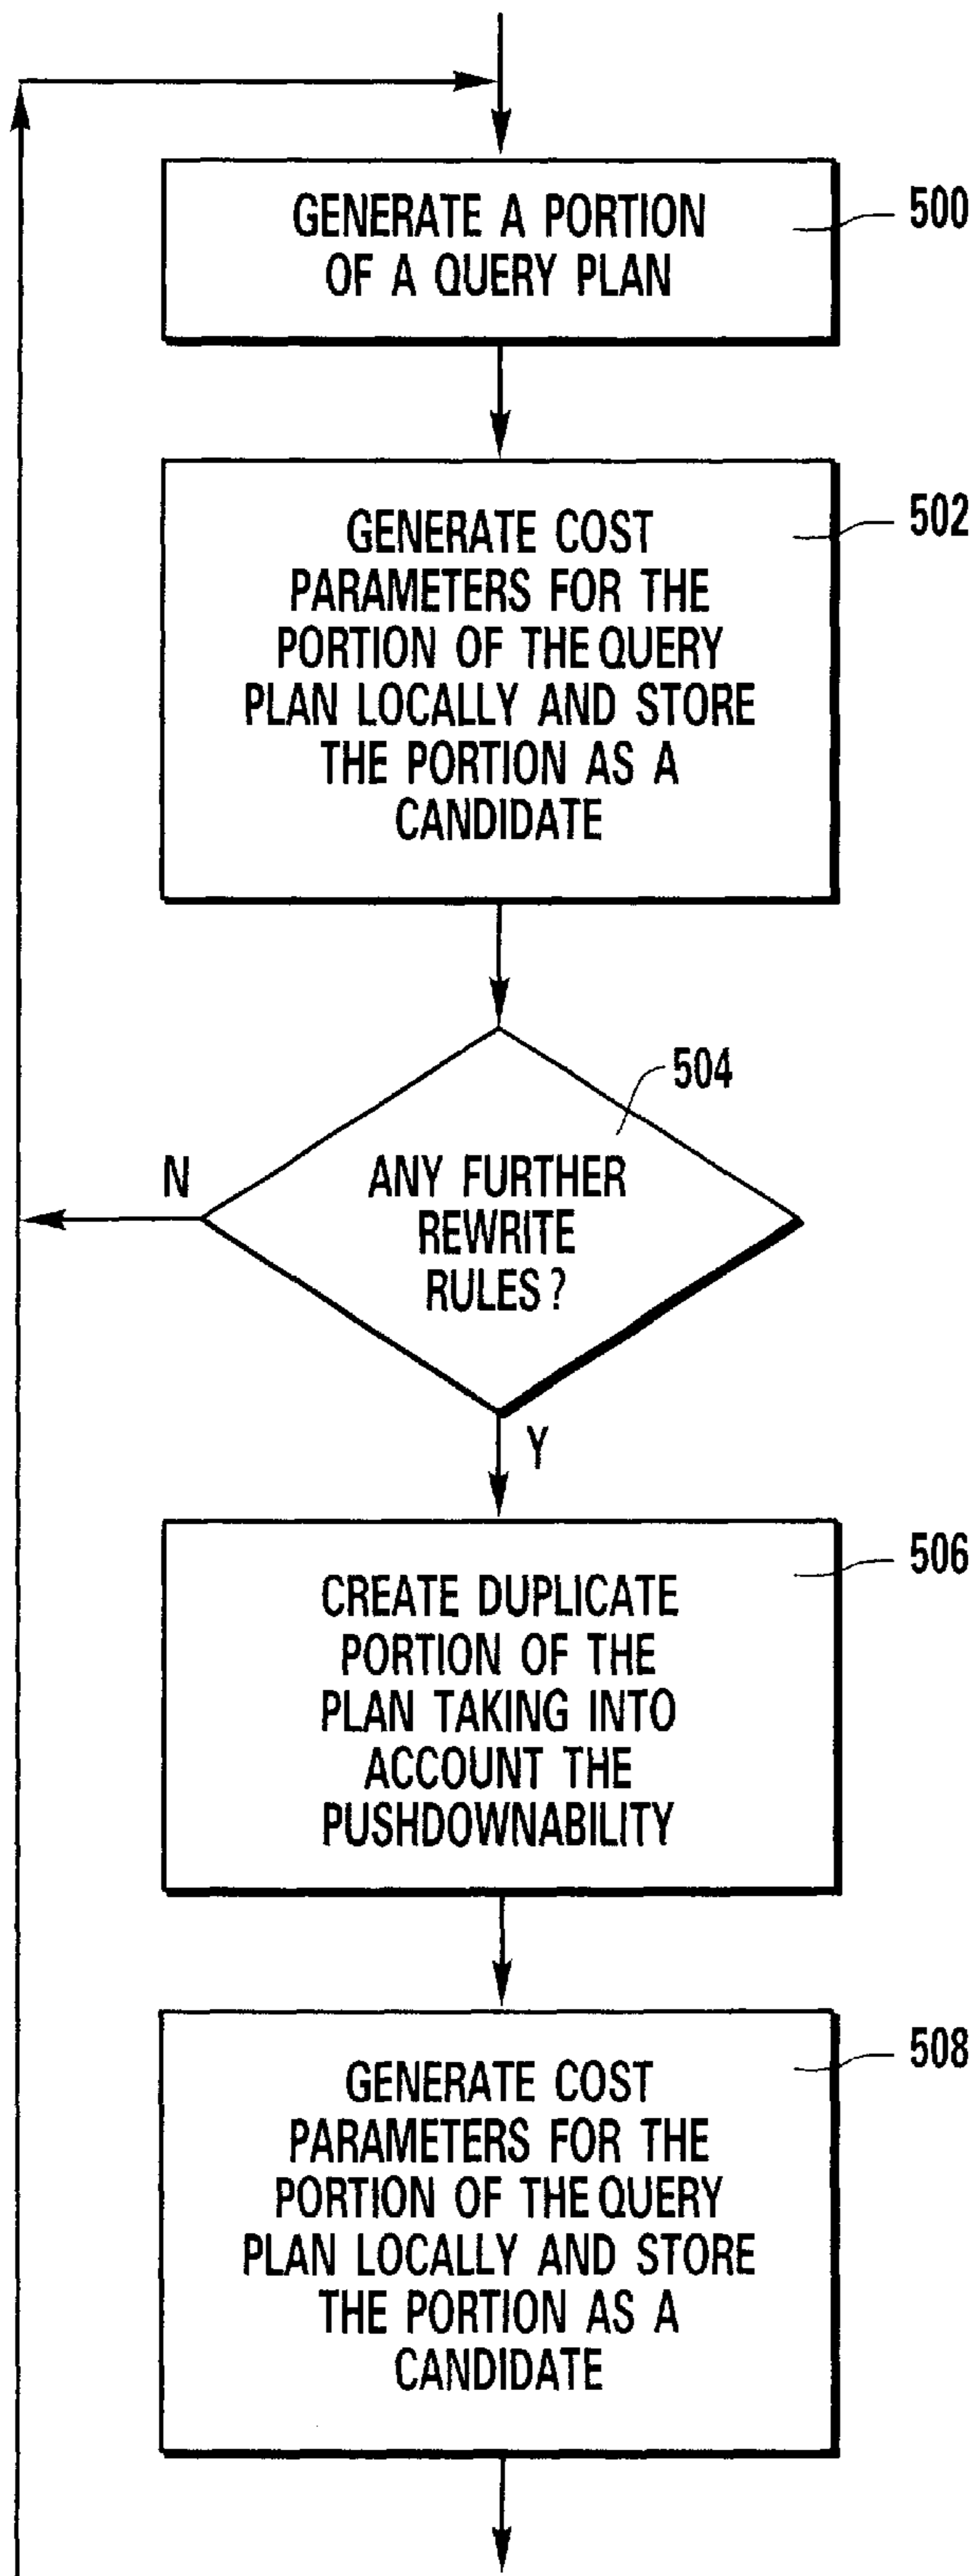 GENERATE A PORTION
OF A QUERY PLAN
500
GENERATE COST
PARAMETERS FOR THE
PORTION OF THE QUERY
PLAN LOCALLY AND STORE
THE PORTION AS A
CANDIDATE
502
504
N
ANY FURTHER
REWRITE
RULES?
Y
CREATE DUPLICATE
PORTION OF THE
PLAN TAKING INTO
ACCOUNT THE
PUSHDOWNABILITY
506
GENERATE COST
PARAMETERS FOR THE
PORTION OF THE QUERY
PLAN LOCALLY AND STORE
THE PORTION AS A
CANDIDATE
508